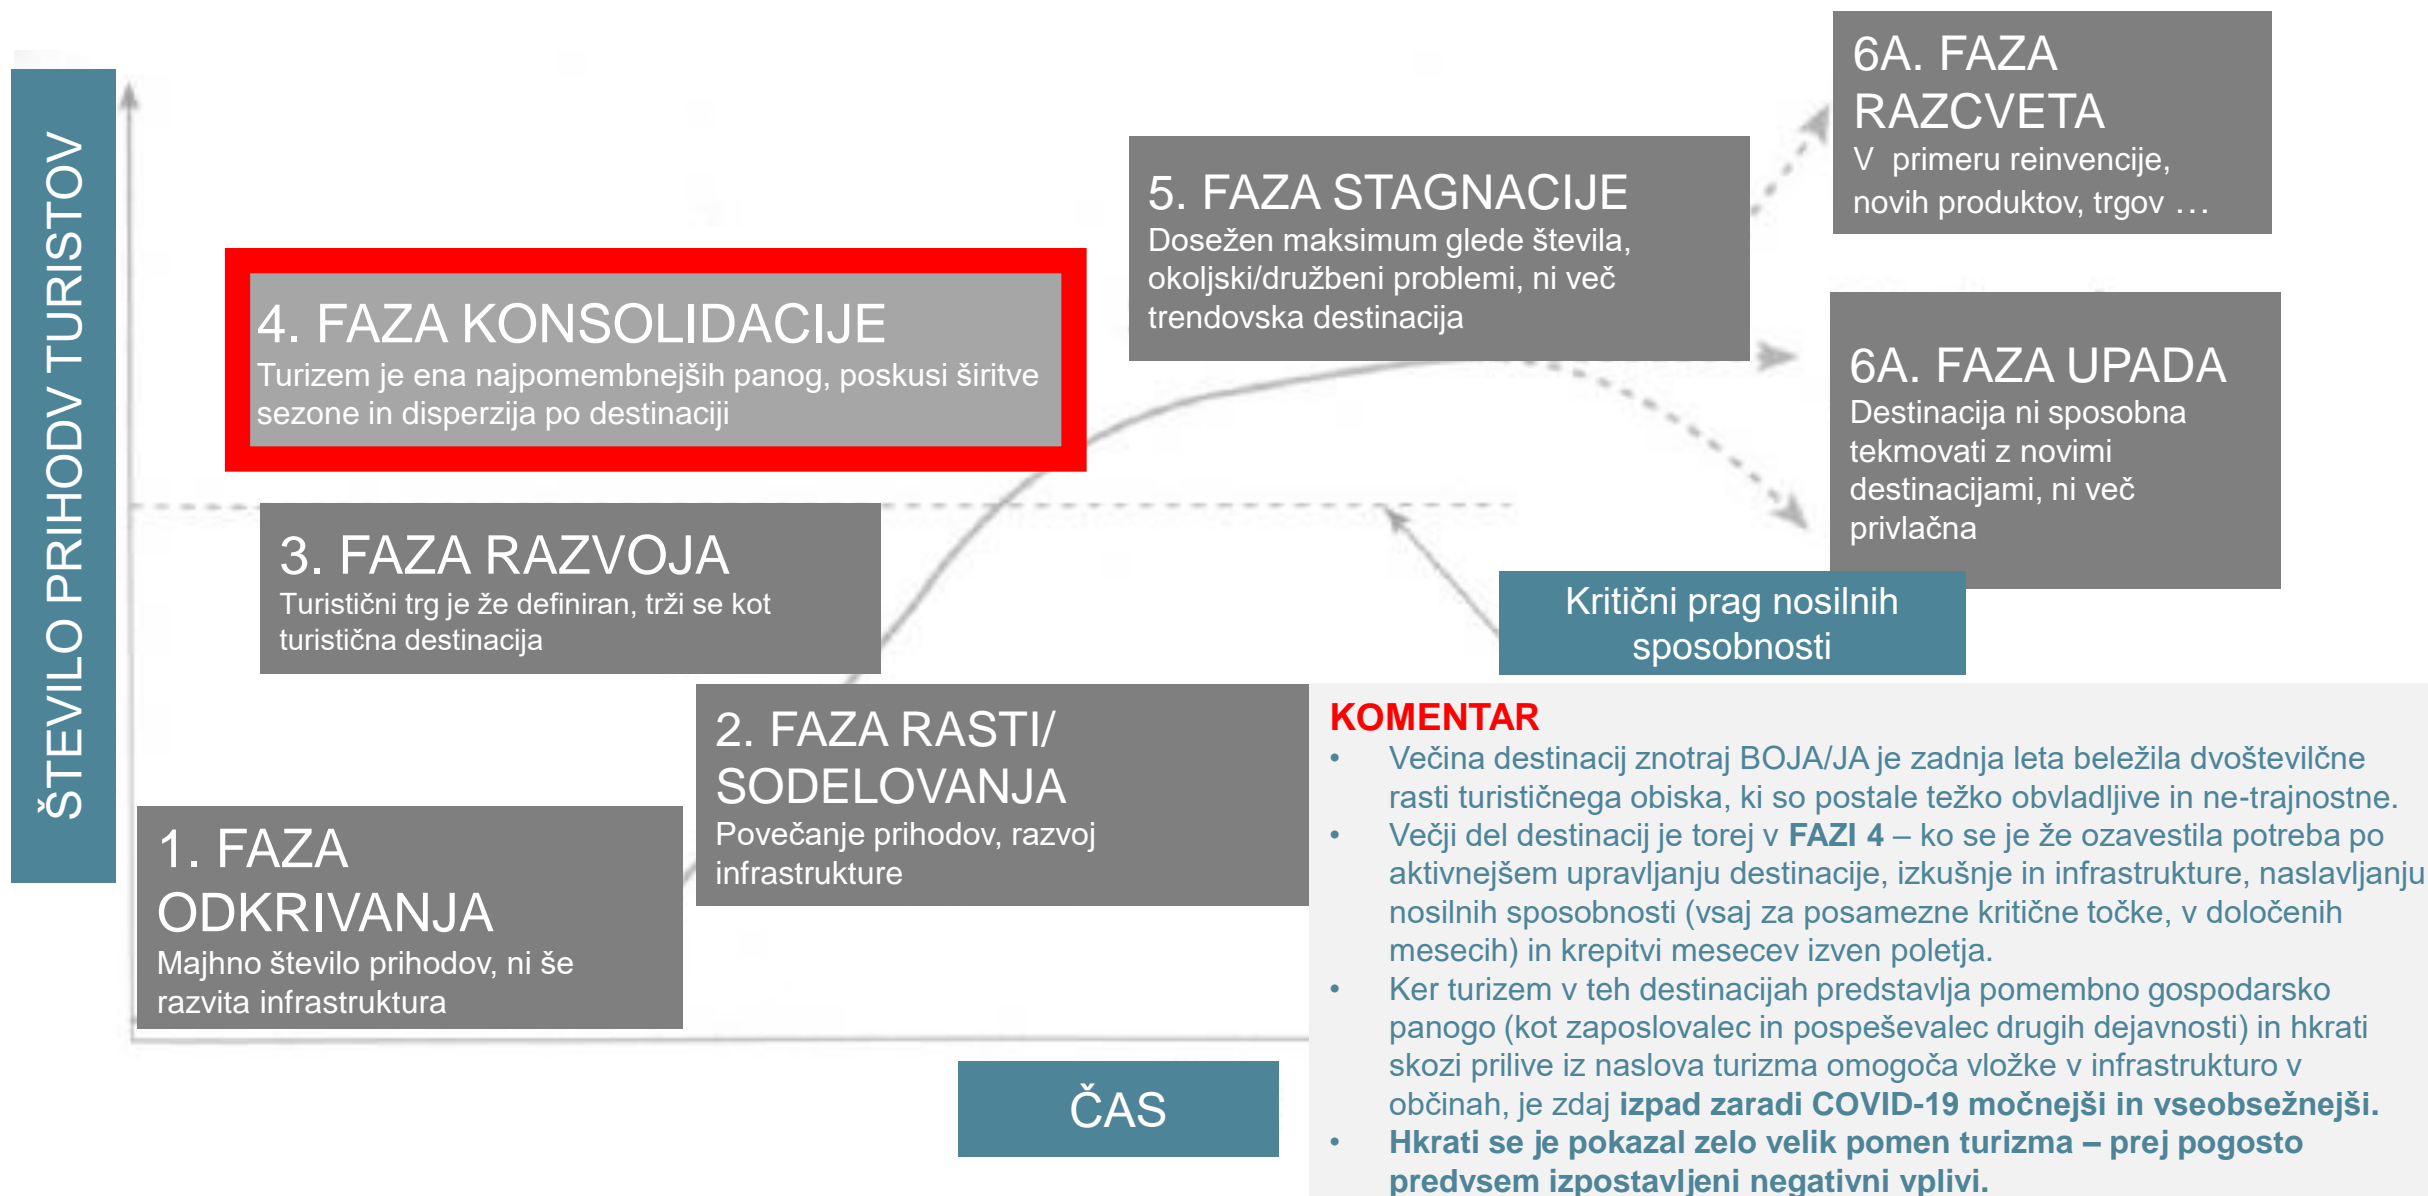 ŠTEVILO PRIHODV TURISTOV
6A. FAZA
RAZCVETA
V primeru reinvencije,
novih produktov, trgov …
5. FAZA STAGNACIJE
Dosežen maksimum glede števila,
okoljski/družbeni problemi, ni več
trendovska destinacija
4. FAZA KONSOLIDACIJE
Turizem je ena najpomembnejših panog, poskusi širitve
sezone in disperzija po destinaciji
6A. FAZA UPADA
Destinacija ni sposobna
tekmovati z novimi
destinacijami, ni več
privlačna
3. FAZA RAZVOJA
Turistični trg je že definiran, trži se kot
turistična destinacija
Kritični prag nosilnih
sposobnosti
2. FAZA RASTI/
SODELOVANJA
Povečanje prihodov, razvoj
infrastrukture
1. FAZA
ODKRIVANJA
Majhno število prihodov, ni še
razvita infrastruktura
ČAS
KOMENTAR
• Večina destinacij znotraj BOJA/JA je zadnja leta beležila dvoštevilčne
rasti turističnega obiska, ki so postale težko obvladljive in ne-trajnostne.
• Večji del destinacij je torej v FAZI 4 – ko se je že ozavestila potreba po
aktivnejšem upravljanju destinacije, izkušnje in infrastrukture, naslavljanju
nosilnih sposobnosti (vsaj za posamezne kritične točke, v določenih
mesecih) in krepitvi mesecev izven poletja.
• Ker turizem v teh destinacijah predstavlja pomembno gospodarsko
panogo (kot zaposlovalec in pospeševalec drugih dejavnosti) in hkrati
skozi prilive iz naslova turizma omogoča vložke v infrastrukturo v
občinah, je zdaj izpad zaradi COVID-19 močnejši in vseobsežnejši.
• Hkrati se je pokazal zelo velik pomen turizma – prej pogosto
predvsem izpostavljeni negativni vplivi.